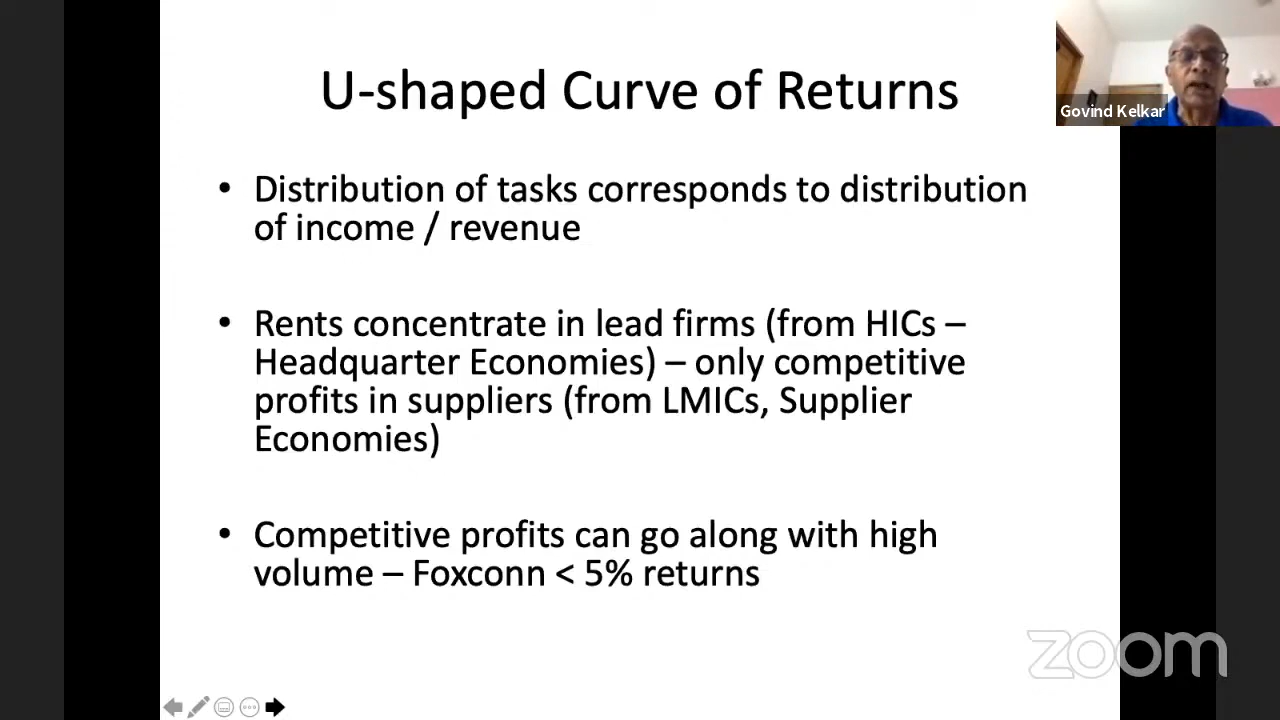 U-shaped Curve of Returns
Govind Kelkar
• Distribution of tasks corresponds to distribution
of income / revenue
• Rents concentrate in lead firms (from HICs –
Headquarter Economies) – only competitive
profits in suppliers (from LMICs, Supplier
Economies)
• Competitive profits can go along with high
volume – Foxconn < 5% returns
zoom